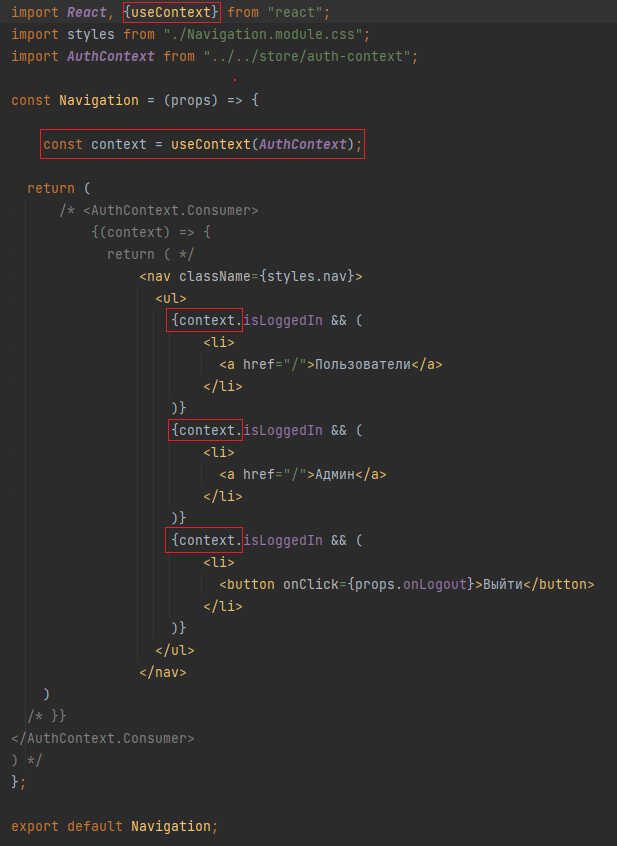 import React, {useContext} from "react";
import styles from "./Navigation.module.css";
import AuthContext from "../../store/auth-context";
const Navigation = (props) => {
const context = useContext(AuthContext);
return (
/* <AuthContext.Consumer>
{(context) => {
return ( */
<nav className={styles.nav}>
<ul>
{context.isLoggedIn && (
<li>
<a href="/">Пользователи</a>
</li>
)}
{context.isLoggedIn && (
<li>
<a href="/">Админ</a>
</li>
)}
{context.isLoggedIn && (
<li>
<button onClick={props.onLogout}>Выйти</button>
</li>
)}
</ul>
</nav>
)
/* }}
</AuthContext.Consumer>
) */
};
export default Navigation;